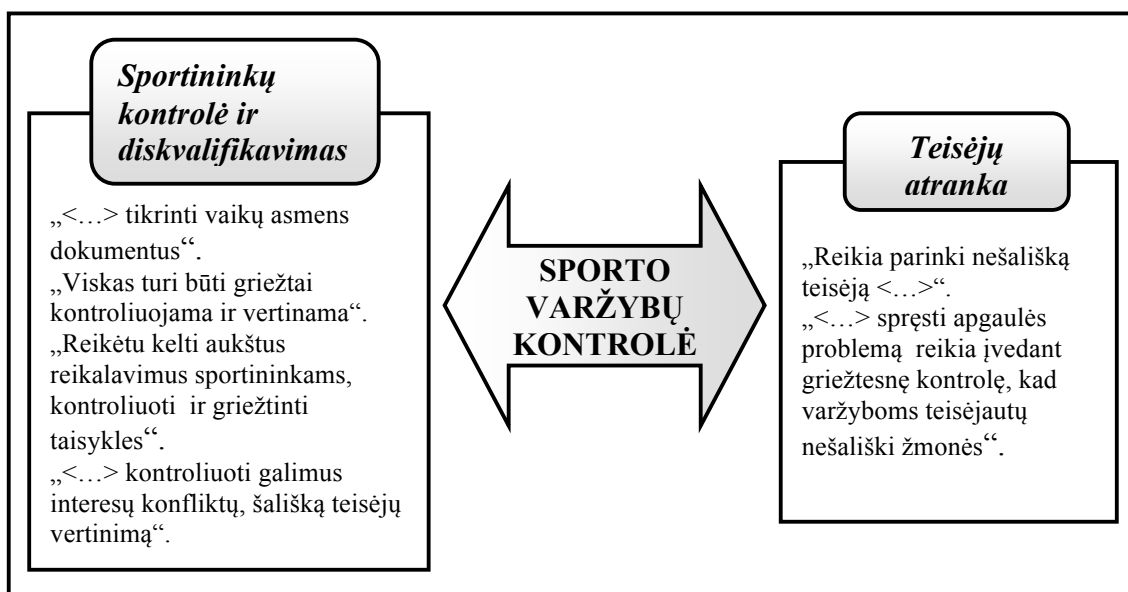 Sportininkų
kontrolė ir
diskvalifikavimas
„<…> tikrinti vaikų asmens
dokumentus“.
„Viskas turi būti griežtai
kontroliuojama ir vertinama“.
„Reikėtu kelti aukštus
reikalavimus sportininkams,
kontroliuoti ir griežtinti
taisykles“.
„<…> kontroliuoti galimus
interesų konfliktų, šališką teisėjų
vertinimą“.
SPORTO
VARŽYBŲ
KONTROLĖ
Teisėjų
atranka
„Reikia parinki nešališką
teisėją <…>“.
„<…> spręsti apgaulės
problemą reikia įvedant
griežtesnę kontrolę, kad
varžyboms teisėjautų
nešališki žmonės“.